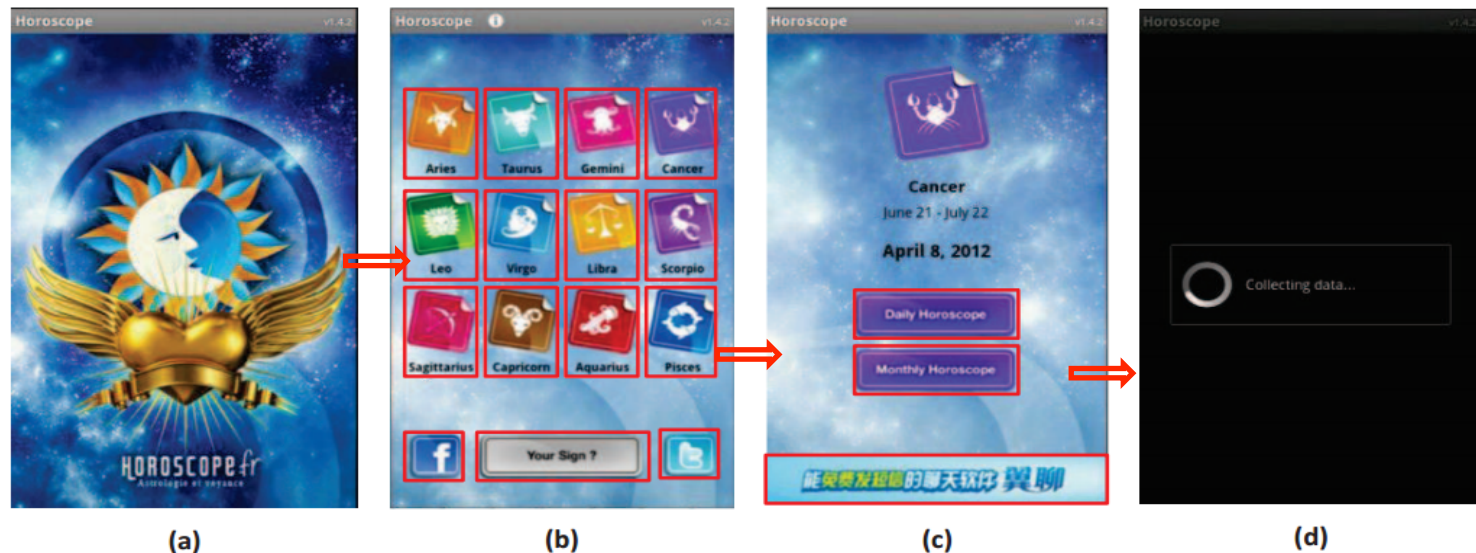 Horoscope v1.4.2
HOROSCOPE.fr
Astrologie et voyance
(a)
Horoscope v1.4.2
Aries Taurus Gemini Cancer
Leo Virgo Libra Scorpio
Sagittarius Capricorn Aquarius Pisces
f Your Sign ? t
(b)
Horoscope v1.4.2
Cancer
June 21 - July 22
April 8, 2012
Daily Horoscope
Monthly Horoscope
能免费发短信的聊天软件 翼聊
(c)
Horoscope v1.4.2
Collecting data...
(d)